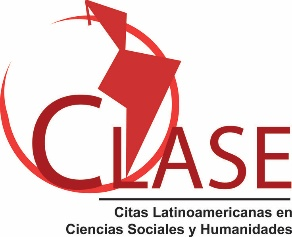 CLASE
Citas Latinoamericanas en
Ciencias Sociales y Humanidades